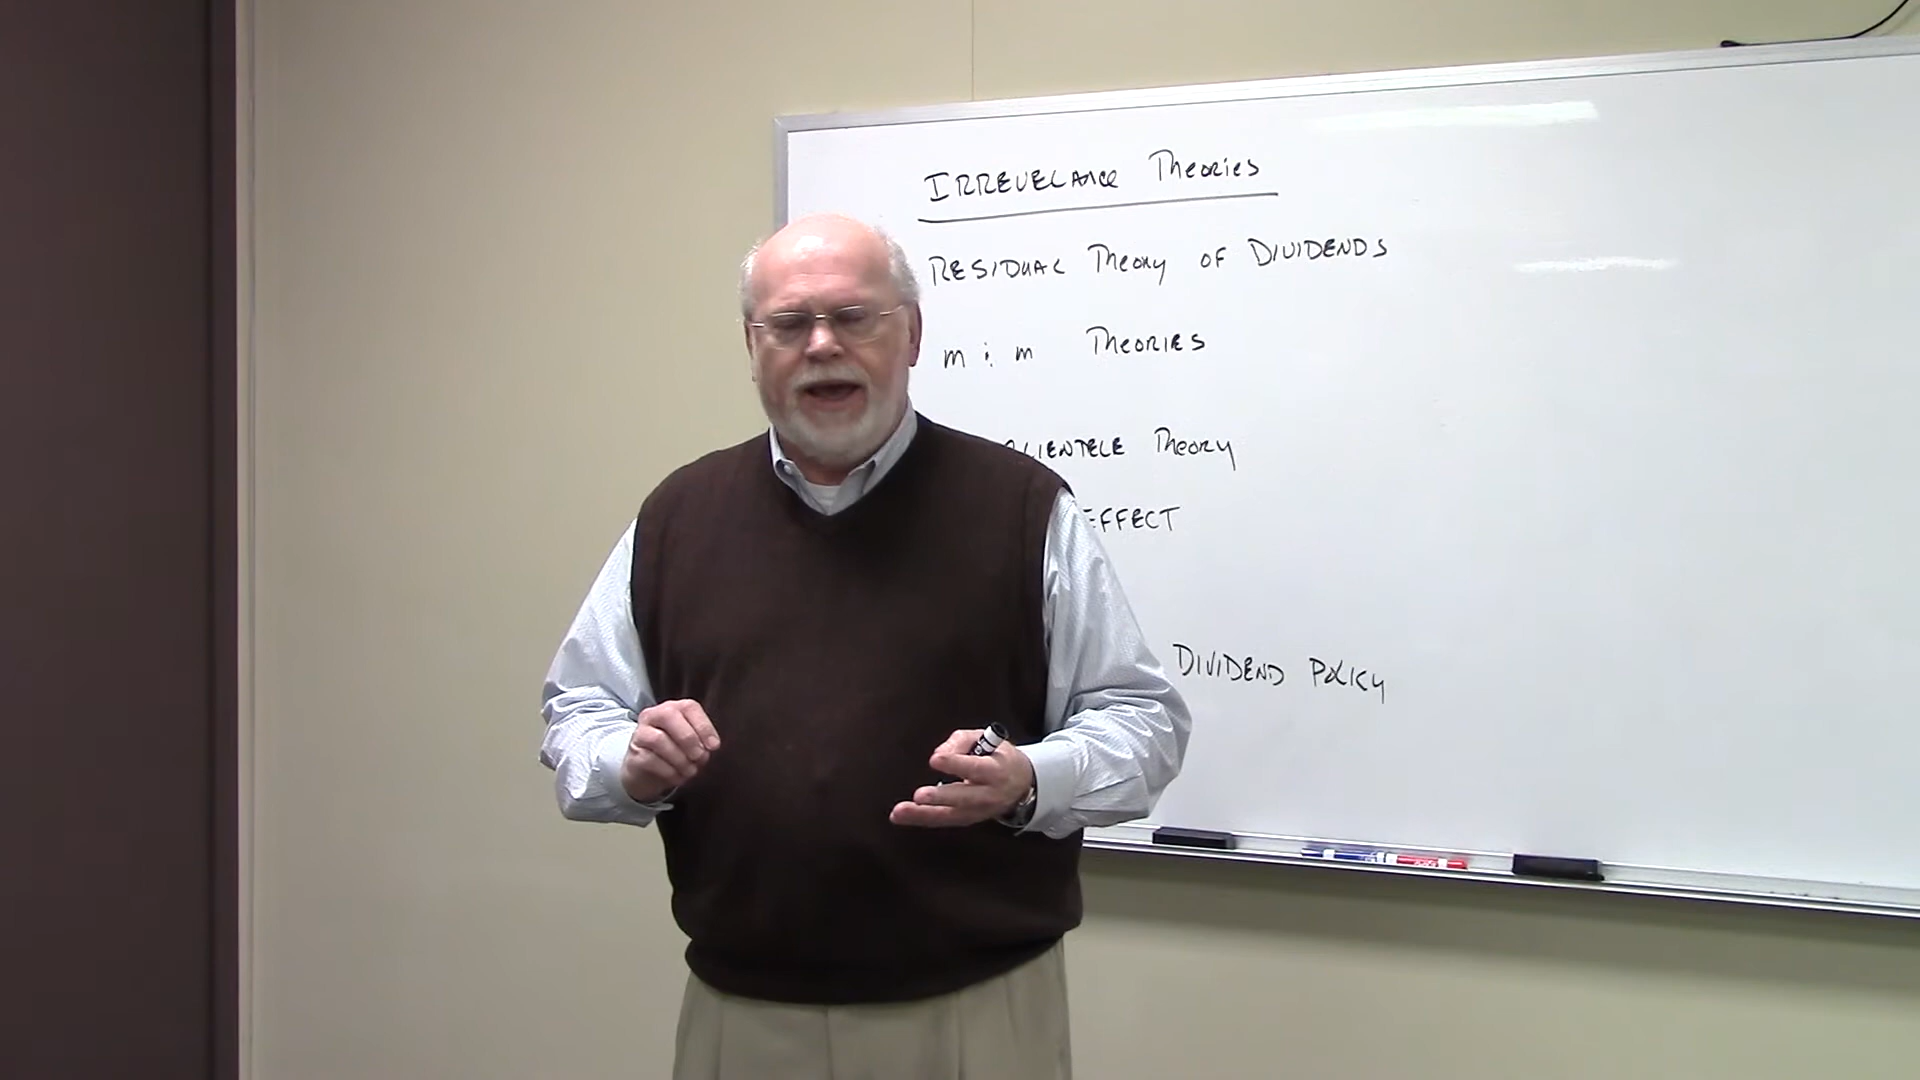 IRREVELANCE Theories
RESIDUAL Theory OF DIVIDENDS
m & m Theories
CLIENTELE Theory
EFFECT
DIVIDEND POLICY